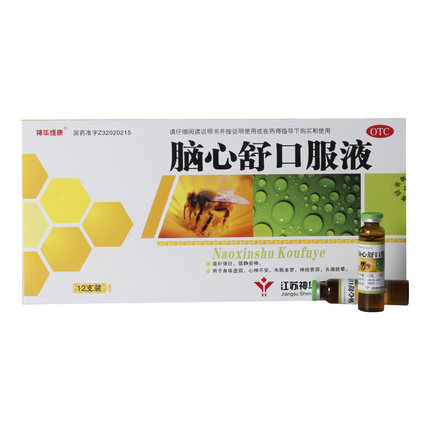 神华维康®
国药准字Z32020215
请仔细阅读说明书并按说明使用或在药师指导下购买和使用
OTC
脑心舒口服液
Naoxinshu Koufuye
滋补强壮，镇静安神。
用于身体虚弱，心神不安，失眠多梦，神经衰弱，头痛眩晕。
12支装
江苏神华
Jiangsu Shen
心舒口服